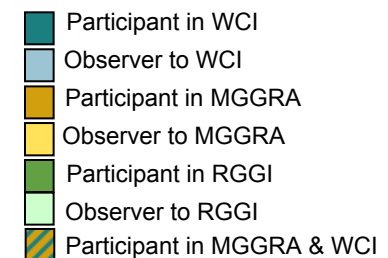 Participant in WCI
Observer to WCI
Participant in MGGRA
Observer to MGGRA
Participant in RGGI
Observer to RGGI
Participant in MGGRA & WCI